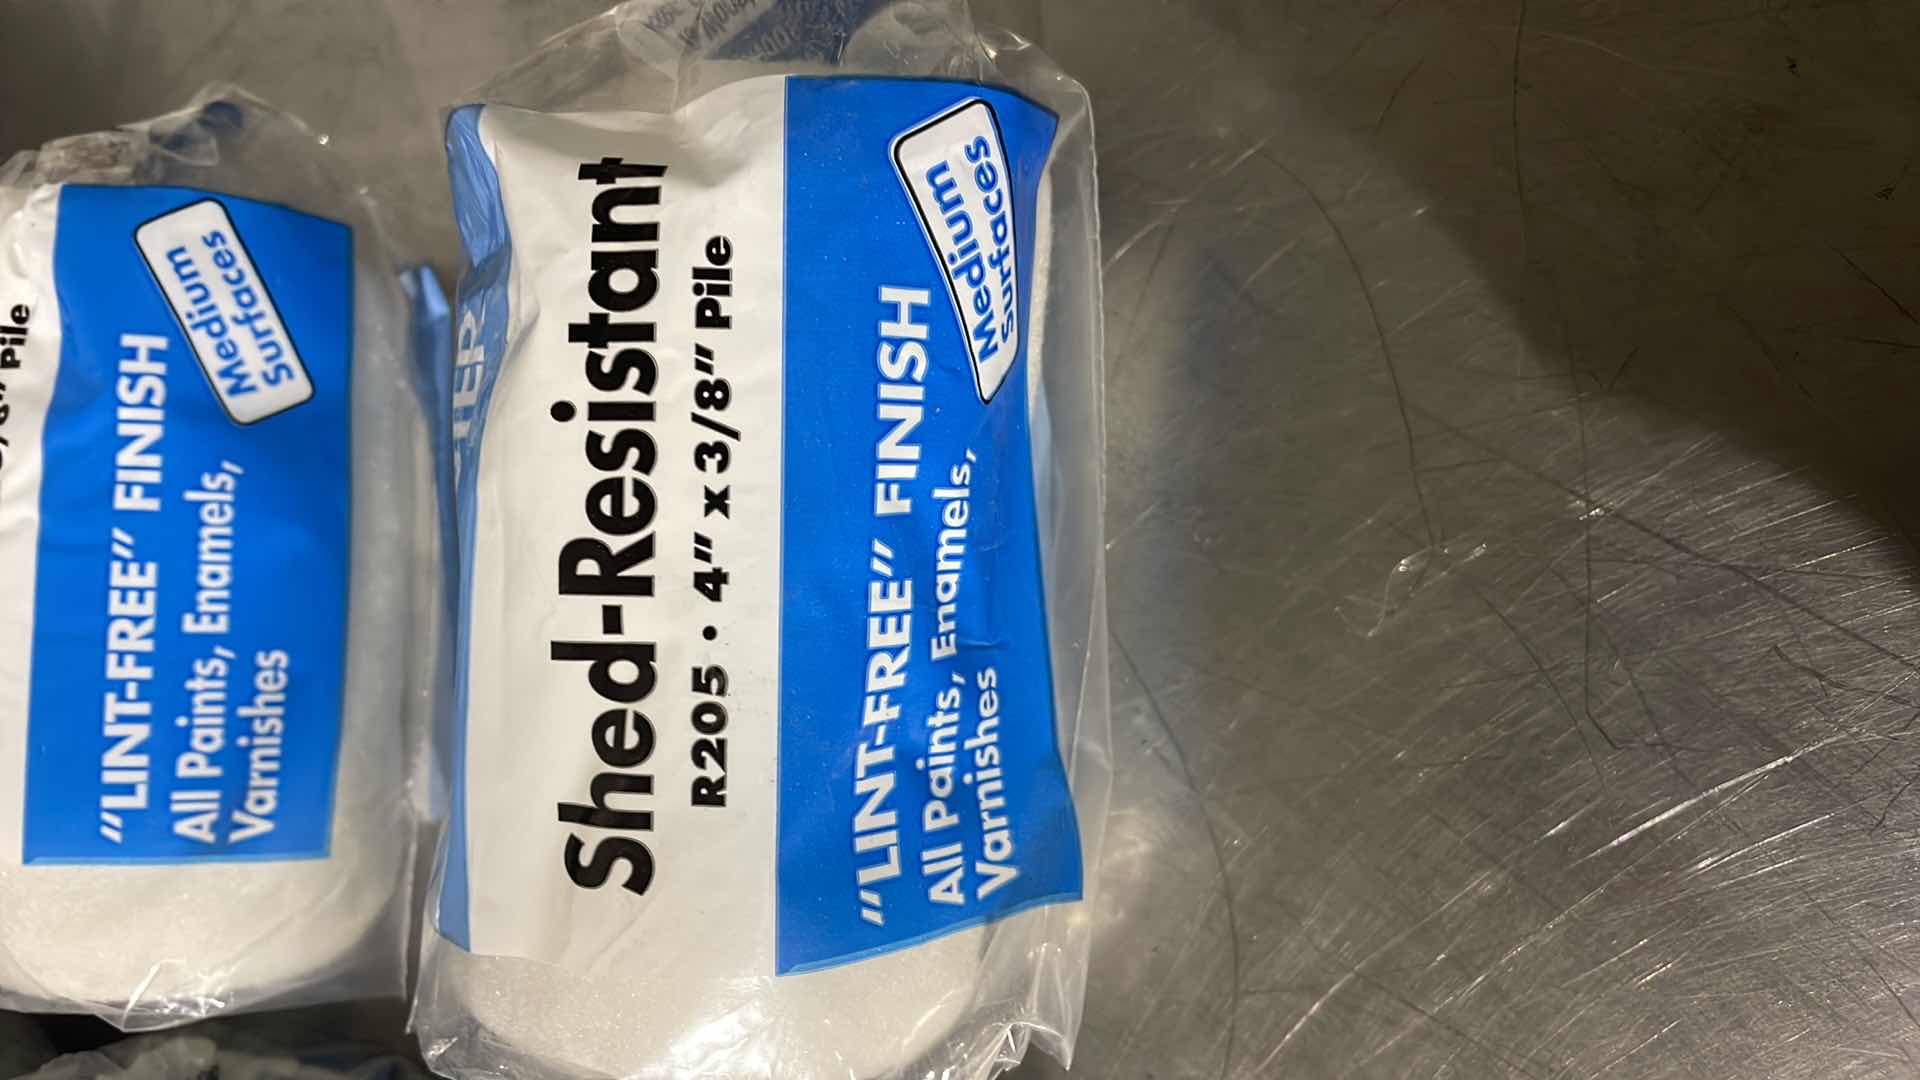 Pile
"LINT-FREE" FINISH
All Paints, Enamels,
Varnishes
Medium
Surfaces
Shed-Resistant
R205 · 4" x 3/8" Pile
"LINT-FREE" FINISH
All Paints, Enamels,
Varnishes
Medium
Surfaces